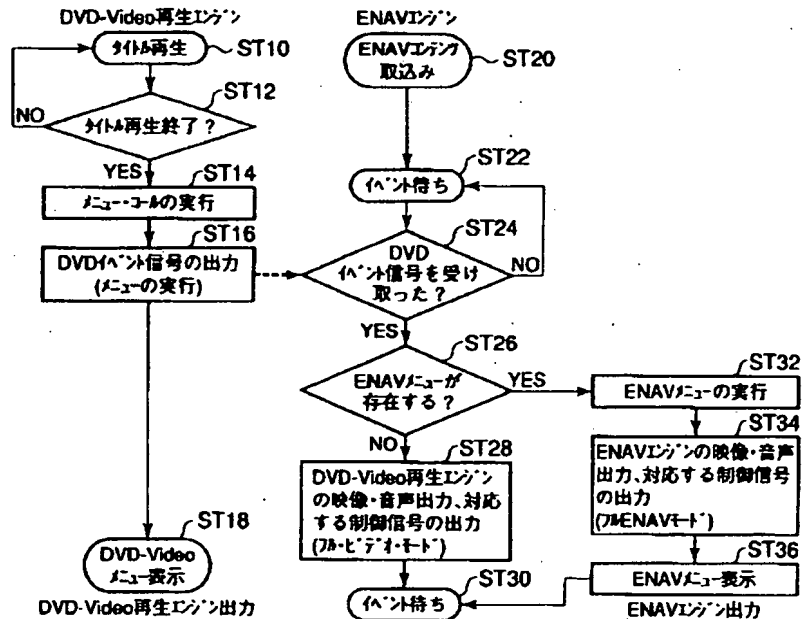 DVD-Video再生エンジン
タイトル再生
ST10
ST12
NO
タイトル再生終了?
YES
ST14
メニュー・コールの実行
ST16
DVDイベント信号の出力
(メニューの実行)
ST18
DVD-Video
メニュー表示
DVD-Video再生エンジン出力
ENAVエンジン
ENAVコンテンツ
取込み
ST20
ST22
イベント待ち
ST24
DVD
イベント信号を受け
取った?
NO
YES
ST26
ENAVメニューが
存在する?
YES
NO
ST28
DVD-Video再生エンジン
の映像・音声出力、対応
する制御信号の出力
(フル・ビデオ・モード)
ST30
イベント待ち
ST32
ENAVメニューの実行
ST34
ENAVエンジンの映像・音声
出力、対応する制御信号
の出力
(フルENAVモード)
ST36
ENAVメニュー表示
ENAVエンジン出力